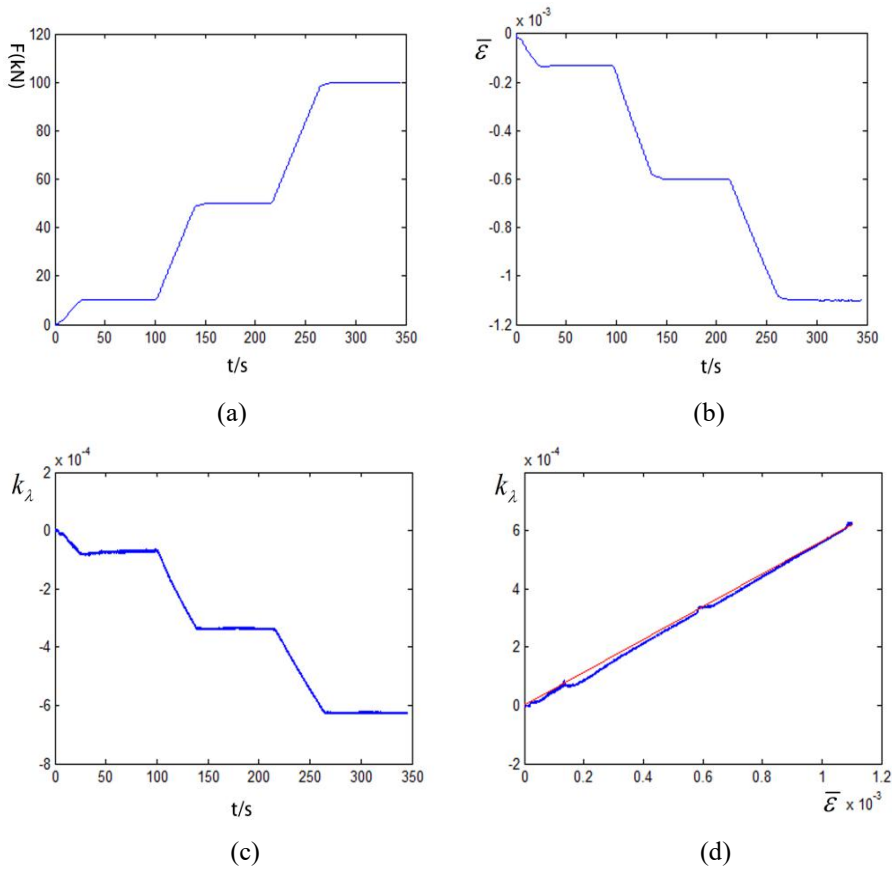 F(kN)
120
100
80
60
40
20
0
0 50 100 150 200 250 300 350
t/s
(a)
x 10⁻³
ε̅
0
-0.2
-0.4
-0.6
-0.8
-1
-1.2
0 50 100 150 200 250 300 350
t/s
(b)
x 10⁻⁴
k_λ
2
0
-2
-4
-6
-8
0 50 100 150 200 250 300 350
t/s
(c)
x 10⁻⁴
k_λ
6
4
2
0
-2
0 0.2 0.4 0.6 0.8 1 1.2
ε̅ x 10⁻³
(d)